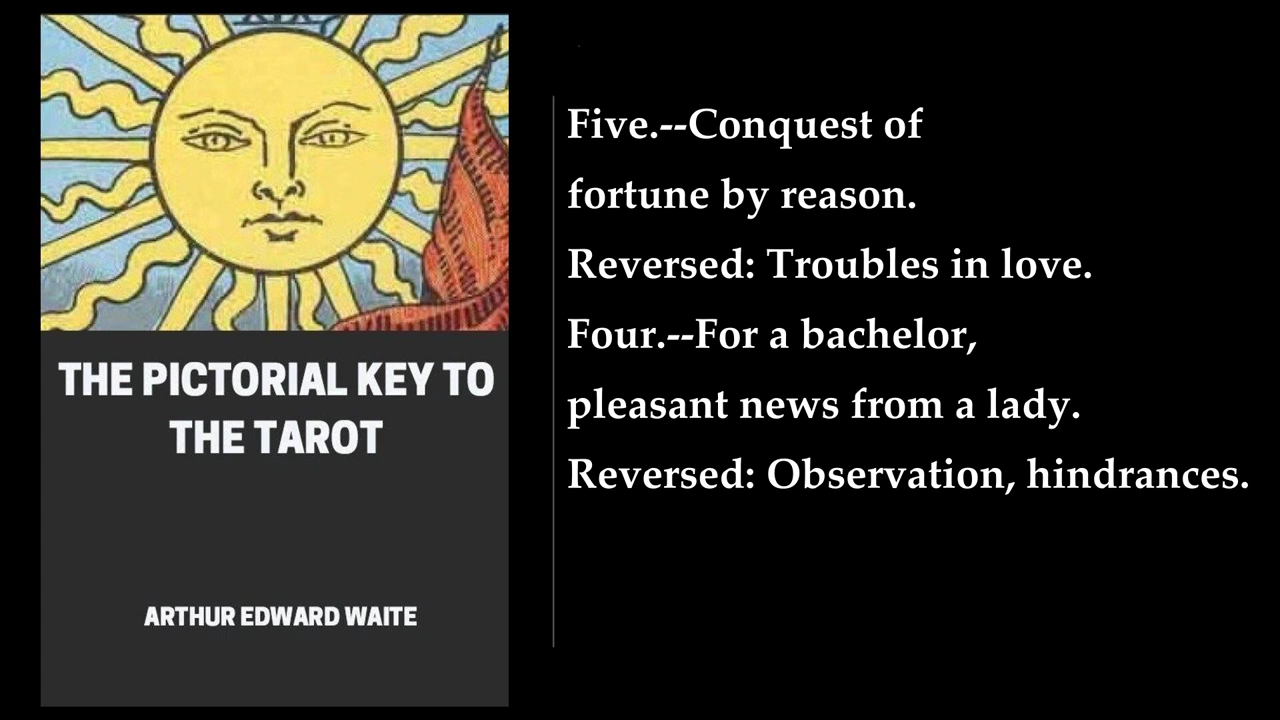 XIX
THE PICTORIAL KEY TO
THE TAROT
ARTHUR EDWARD WAITE
Five.--Conquest of
fortune by reason.
Reversed: Troubles in love.
Four.--For a bachelor,
pleasant news from a lady.
Reversed: Observation, hindrances.